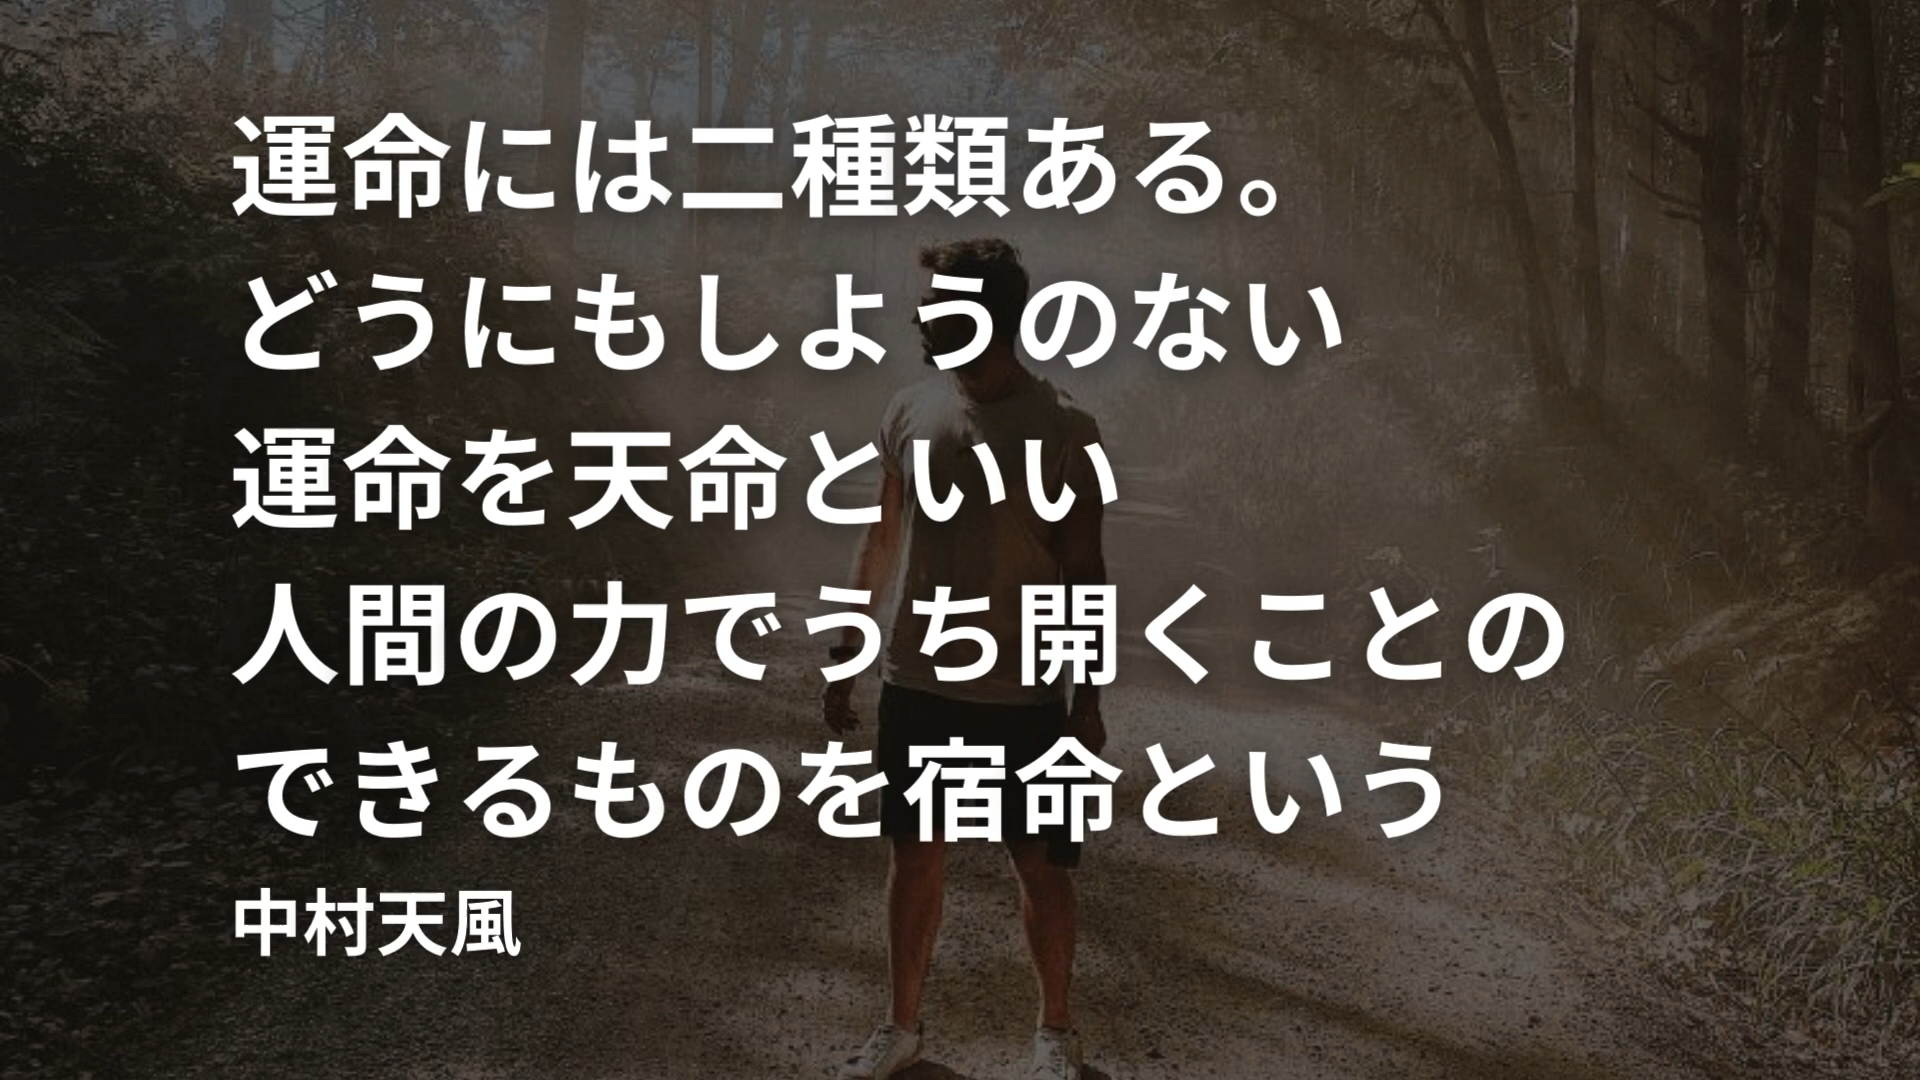 運命には二種類ある。
どうにもしようのない
運命を天命といい
人間の力でうち開くことの
できるものを宿命という
中村天風